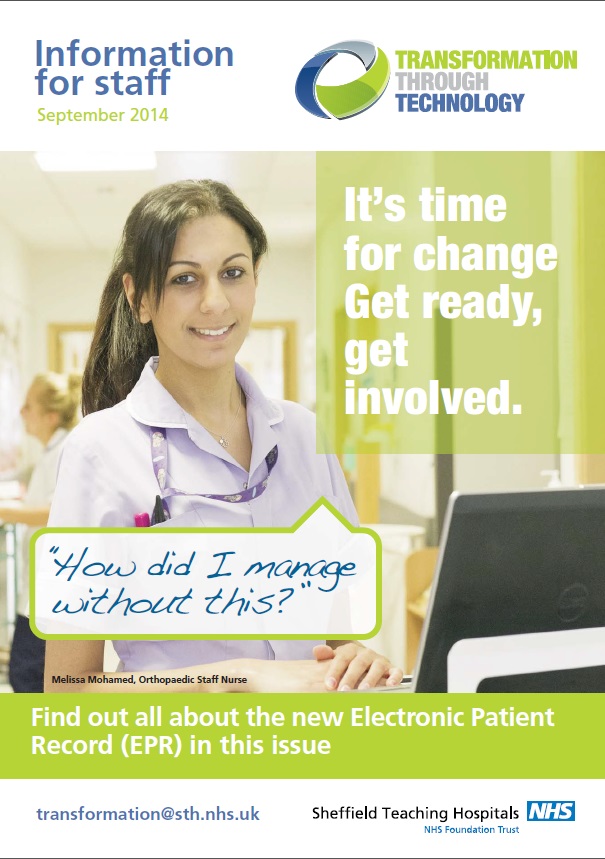 Information
for staff
September 2014
TRANSFORMATION
THROUGH
TECHNOLOGY
It's time
for change
Get ready,
get
involved.
"How did I manage
without this?"
Melissa Mohamed, Orthopaedic Staff Nurse
Find out all about the new Electronic Patient
Record (EPR) in this issue
transformation@sth.nhs.uk
Sheffield Teaching Hospitals NHS
NHS Foundation Trust